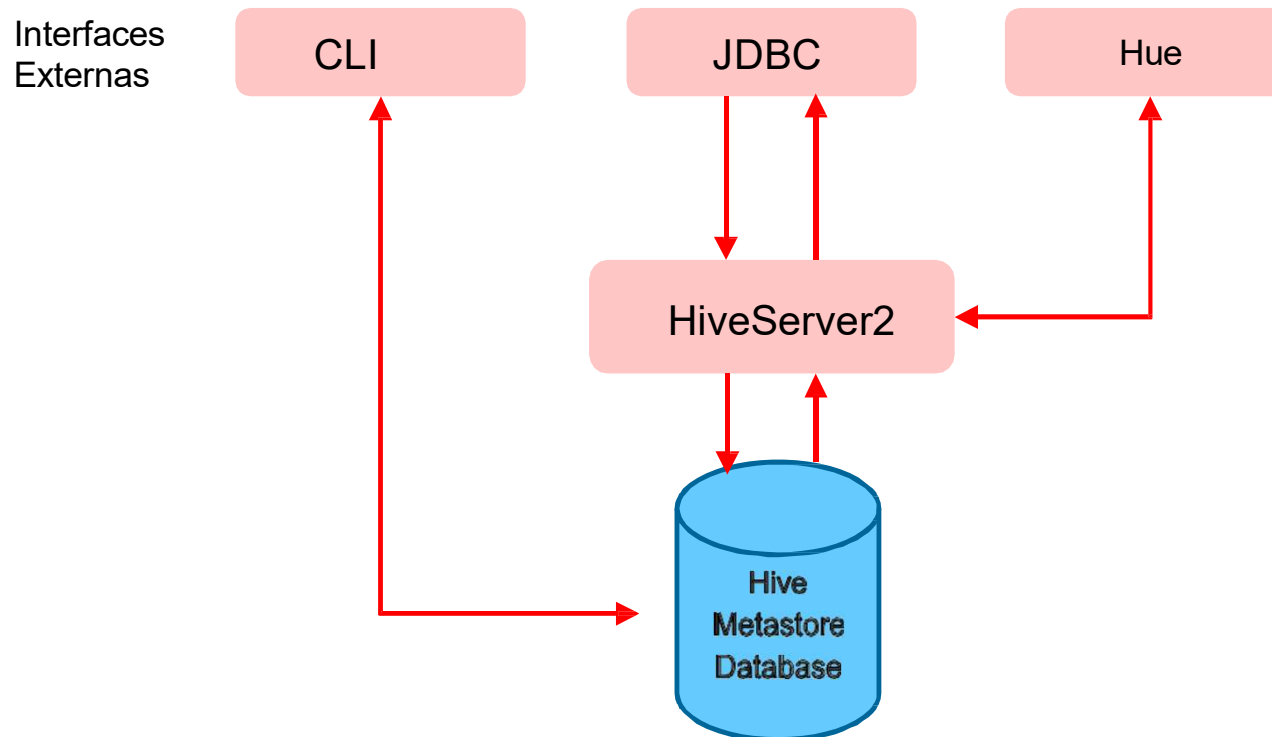 Interfaces
Externas
CLI
JDBC
Hue
HiveServer2
Hive
Metastore
Database